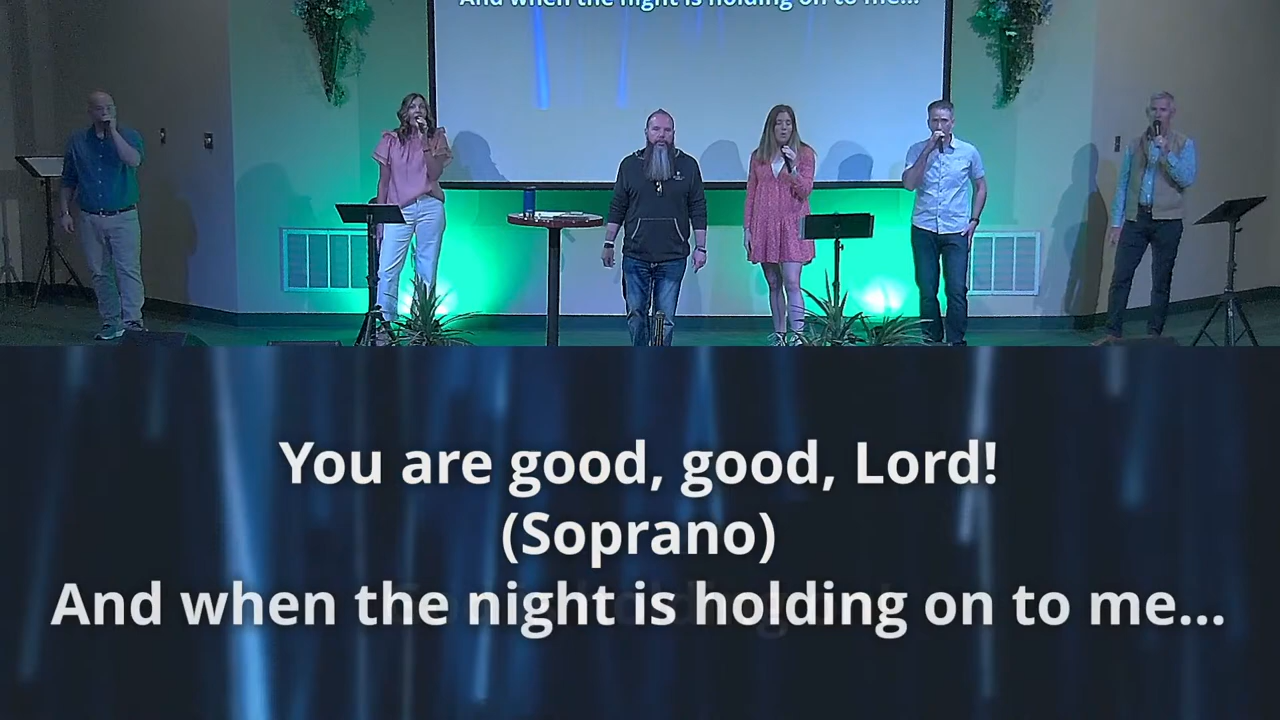 And when the night is holding on to me...
You are good, good, Lord!
(Soprano)
And when the night is holding on to me...